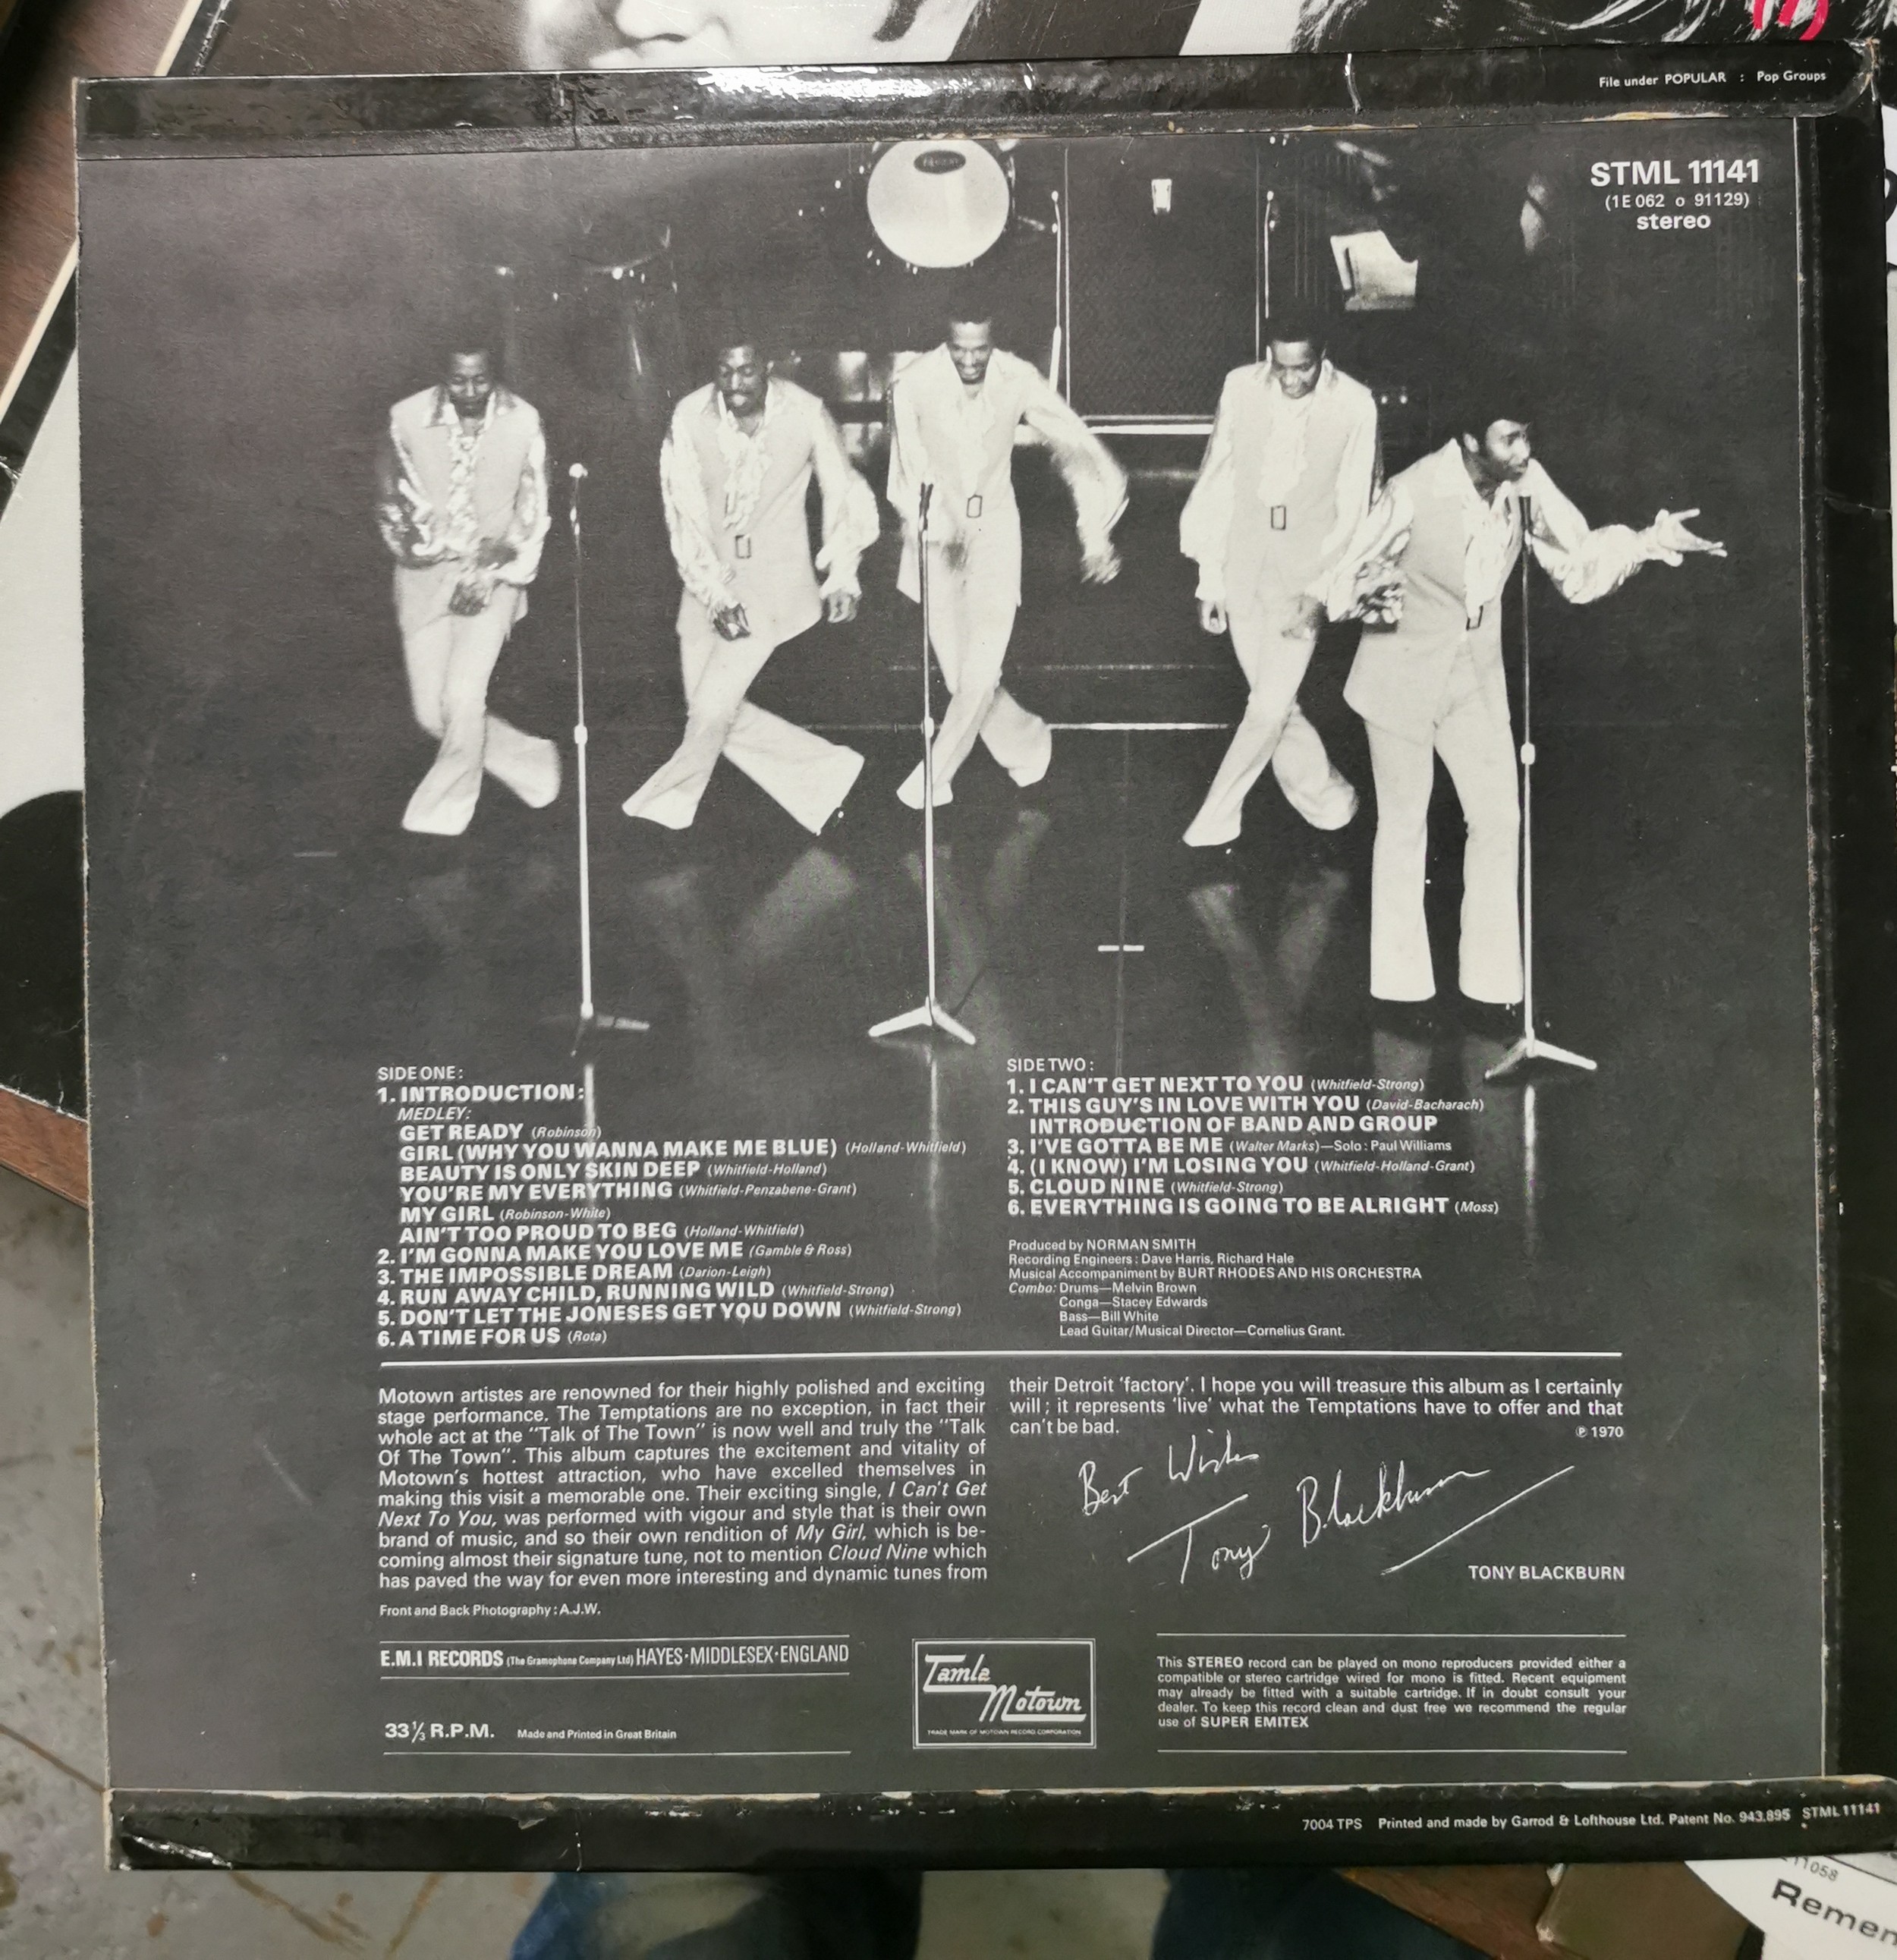 File under POPULAR : Pop Groups
STML 11141
(1E 062 o 91129)
stereo
SIDE ONE:
1. INTRODUCTION:
MEDLEY:
GET READY (Robinson)
GIRL (WHY YOU WANNA MAKE ME BLUE) (Holland-Whitfield)
BEAUTY IS ONLY SKIN DEEP (Whitfield-Holland)
YOU'RE MY EVERYTHING (Whitfield-Penzabene-Grant)
MY GIRL (Robinson-White)
AIN'T TOO PROUD TO BEG (Holland-Whitfield)
2. I'M GONNA MAKE YOU LOVE ME (Gamble & Ross)
3. THE IMPOSSIBLE DREAM (Darion-Leigh)
4. RUN AWAY CHILD, RUNNING WILD (Whitfield-Strong)
5. DON'T LET THE JONESES GET YOU DOWN (Whitfield-Strong)
6. A TIME FOR US (Rota)
SIDE TWO:
1. I CAN'T GET NEXT TO YOU (Whitfield-Strong)
2. THIS GUY'S IN LOVE WITH YOU (David-Bacharach)
INTRODUCTION OF BAND AND GROUP
3. I'VE GOTTA BE ME (Walter Marks)—Solo: Paul Williams
4. (I KNOW) I'M LOSING YOU (Whitfield-Holland-Grant)
5. CLOUD NINE (Whitfield-Strong)
6. EVERYTHING IS GOING TO BE ALRIGHT (Moss)
Produced by NORMAN SMITH
Recording Engineers: Dave Harris, Richard Hale
Musical Accompaniment by BURT RHODES AND HIS ORCHESTRA
Combo: Drums—Melvin Brown
Conga—Stacey Edwards
Bass—Bill White
Lead Guitar/Musical Director—Cornelius Grant.
Motown artistes are renowned for their highly polished and exciting
stage performance. The Temptations are no exception, in fact their
whole act at the "Talk of The Town" is now well and truly the "Talk
Of The Town". This album captures the excitement and vitality of
Motown's hottest attraction, who have excelled themselves in
making this visit a memorable one. Their exciting single, I Can't Get
Next To You, was performed with vigour and style that is their own
brand of music, and so their own rendition of My Girl, which is be-
coming almost their signature tune, not to mention Cloud Nine which
has paved the way for even more interesting and dynamic tunes from
their Detroit 'factory'. I hope you will treasure this album as I certainly
will; it represents 'live' what the Temptations have to offer and that
can't be bad.
℗ 1970
Best Wishes
Tony Blackburn
TONY BLACKBURN
Front and Back Photography: A.J.W.
E.M.I RECORDS (The Gramophone Company Ltd) HAYES·MIDDLESEX·ENGLAND
33⅓ R.P.M. Made and Printed in Great Britain
Tamla
Motown
TRADE MARK OF MOTOWN RECORD CORPORATION
This STEREO record can be played on mono reproducers provided either a
compatible or stereo cartridge wired for mono is fitted. Recent equipment
may already be fitted with a suitable cartridge. If in doubt consult your
dealer. To keep this record clean and dust free we recommend the regular
use of SUPER EMITEX
7004 TPS Printed and made by Garrod & Lofthouse Ltd. Patent No. 943,895 STML 11141
11058
Remem